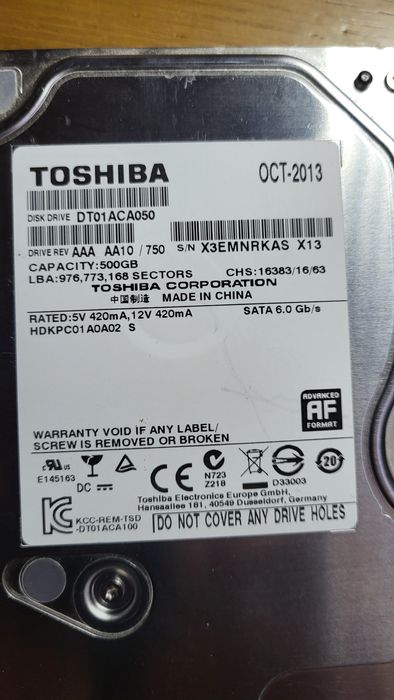 TOSHIBA
OCT-2013
DISK DRIVE DT01ACA050
DRIVE REV AAA AA10 / 750
S/N X3EMNRKAS X13
CAPACITY:500GB
LBA:976,773,168 SECTORS CHS:16383/16/63
TOSHIBA CORPORATION
中国制造 MADE IN CHINA
RATED:5V 420mA,12V 420mA SATA 6.0 Gb/s
HDKPC01A0A02 S
ADVANCED
AF
FORMAT
WARRANTY VOID IF ANY LABEL/
SCREW IS REMOVED OR BROKEN
c UL us
E145163
DC
CE
N723
Z218
D33003
20
Toshiba Electronics Europe GmbH,
Hansaallee 181, 40549 Dusseldorf, Germany
KCC-REM-TSD
-DT01ACA100
DO NOT COVER ANY DRIVE HOLES